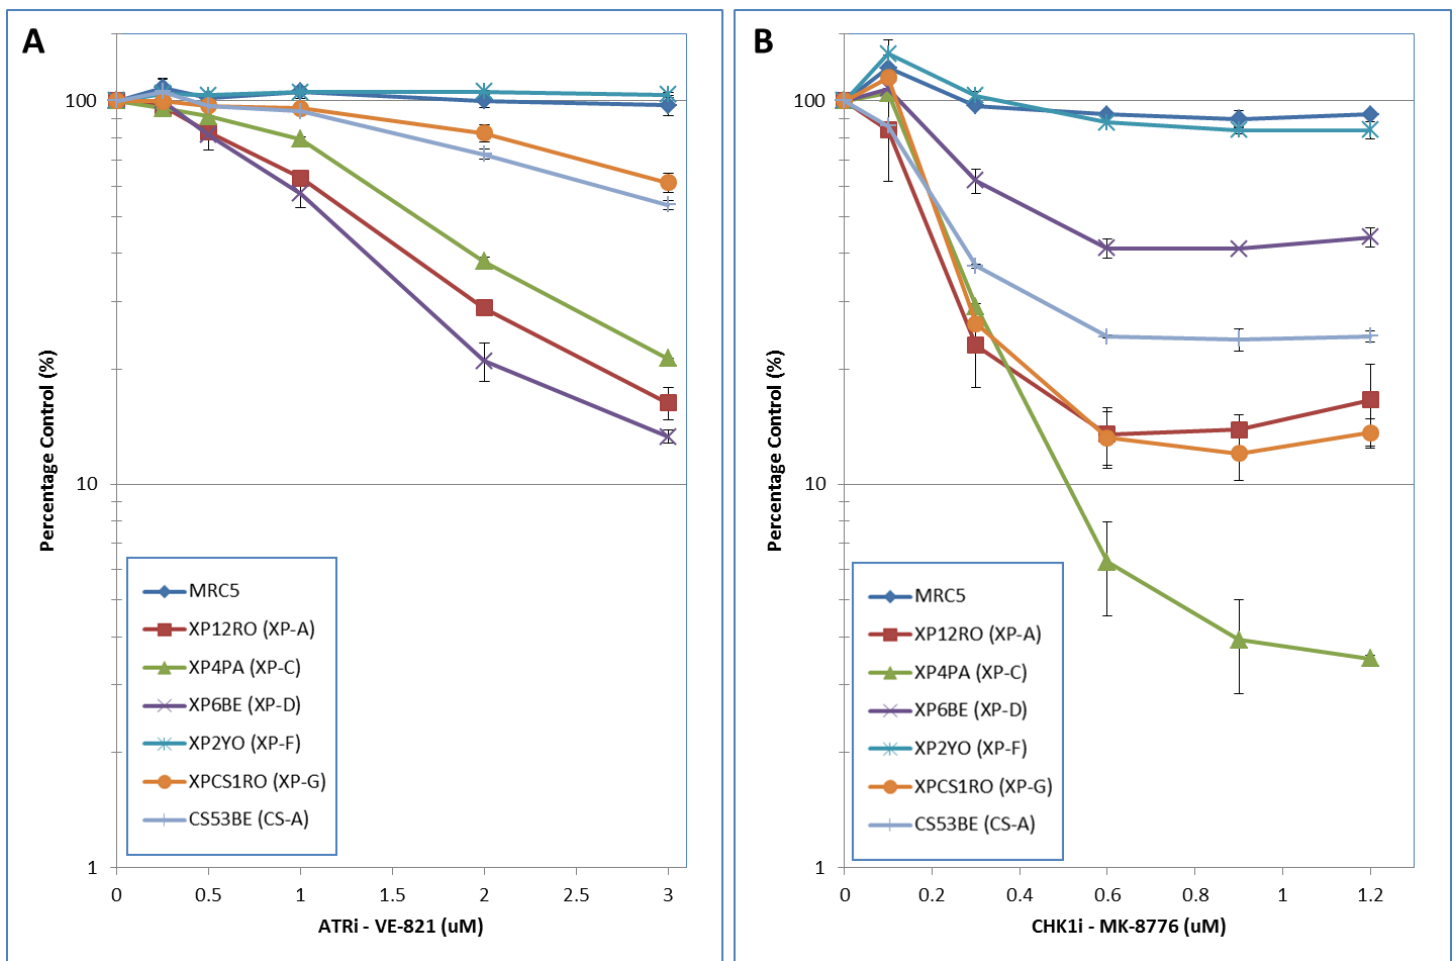 A
100
10
1
Percentage Control (%)
MRC5
XP12RO (XP-A)
XP4PA (XP-C)
XP6BE (XP-D)
XP2YO (XP-F)
XPCS1RO (XP-G)
CS53BE (CS-A)
0 0.5 1 1.5 2 2.5 3
ATRi - VE-821 (uM)
B
100
10
1
Percentage Control (%)
MRC5
XP12RO (XP-A)
XP4PA (XP-C)
XP6BE (XP-D)
XP2YO (XP-F)
XPCS1RO (XP-G)
CS53BE (CS-A)
0 0.2 0.4 0.6 0.8 1 1.2
CHK1i - MK-8776 (uM)